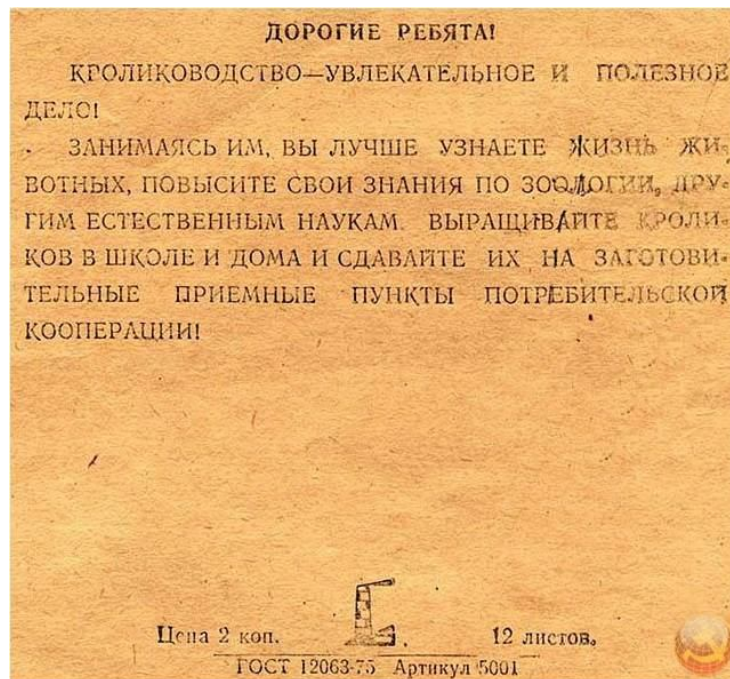 ДОРОГИЕ РЕБЯТА!
КРОЛИКОВОДСТВО—УВЛЕКАТЕЛЬНОЕ И ПОЛЕЗНОЕ
ДЕЛО!
ЗАНИМАЯСЬ ИМ, ВЫ ЛУЧШЕ УЗНАЕТЕ ЖИЗНЬ ЖИ-
ВОТНЫХ, ПОВЫСИТЕ СВОИ ЗНАНИЯ ПО ЗООЛОГИИ, ДРУ-
ГИМ ЕСТЕСТВЕННЫМ НАУКАМ. ВЫРАЩИВАЙТЕ КРОЛИ-
КОВ В ШКОЛЕ И ДОМА И СДАВАЙТЕ ИХ НА ЗАГОТОВИ-
ТЕЛЬНЫЕ ПРИЕМНЫЕ ПУНКТЫ ПОТРЕБИТЕЛЬСКОЙ
КООПЕРАЦИИ!
Цена 2 коп. 12 листов.
ГОСТ 12063-75 Артикул 5001